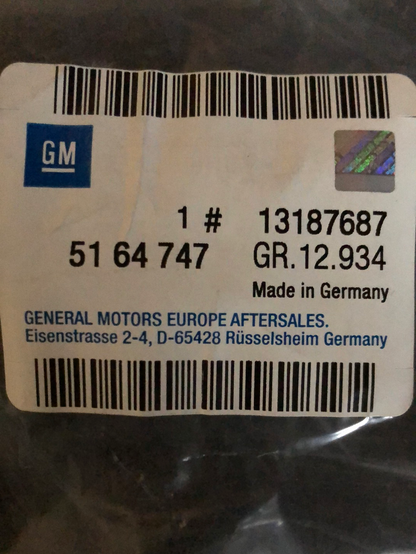 GM
1 # 13187687
51 64 747 GR.12.934
Made in Germany
GENERAL MOTORS EUROPE AFTERSALES.
Eisenstrasse 2-4, D-65428 Rüsselsheim Germany